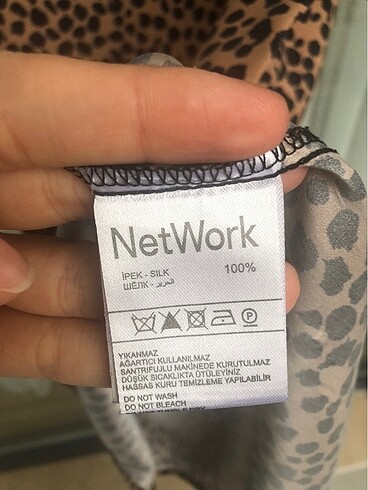 NetWork
İPEK - SILK 100%
ШЁЛК - الحرير
P
YIKANMAZ
AĞARTICI KULLANILMAZ
SANTRIFUJLU MAKİNEDE KURUTULMAZ
DÜŞÜK SICAKLIKTA ÜTÜLEYİNİZ
HASSAS KURU TEMİZLEME YAPILABİLİR
DO NOT WASH
DO NOT BLEACH